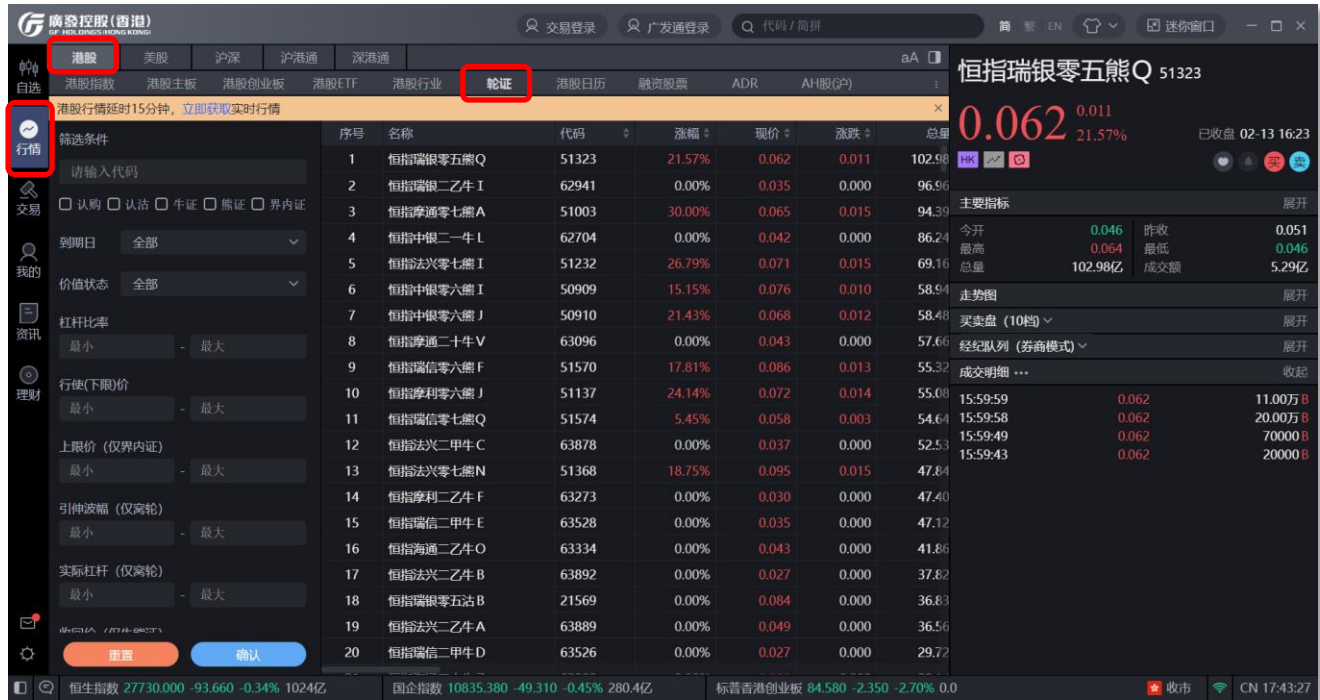 廣發控股(香港) 交易登录 广发通登录 代码 / 简拼 简 繁 EN 迷你窗口
GF HOLDINGS (HONG KONG)
港股 美股 沪深 沪港通 深港通 aA
港股指数 港股主板 港股创业板 港股ETF 港股行业 轮证 港股日历 融资股票 ADR AH股(沪)
港股行情延时15分钟，立即获取实时行情
自选
行情
交易
我的
资讯
理财
筛选条件
请输入代码
认购 认沽 牛证 熊证 界内证
到期日 全部
价值状态 全部
杠杆比率
最小 - 最大
行使(下限)价
最小 - 最大
上限价 (仅界内证)
最小 - 最大
引伸波幅 (仅窝轮)
最小 - 最大
实际杠杆 (仅窝轮)
最小 - 最大
重置 确认
序号 名称 代码 涨幅 现价 涨跌 总量
1 恒指瑞银零五熊Q 51323 21.57% 0.062 0.011 102.98
2 恒指瑞银二乙牛I 62941 0.00% 0.035 0.000 96.96
3 恒指摩通零七熊A 51003 30.00% 0.065 0.015 94.39
4 恒指中银二一牛L 62704 0.00% 0.042 0.000 86.24
5 恒指法兴零七熊I 51232 26.79% 0.071 0.015 69.16
6 恒指中银零六熊I 50909 15.15% 0.076 0.010 58.94
7 恒指中银零六熊J 50910 21.43% 0.068 0.012 58.48
8 恒指摩通二十牛V 63096 0.00% 0.043 0.000 57.66
9 恒指瑞信零六熊F 51570 17.81% 0.086 0.013 55.32
10 恒指摩利零六熊J 51137 24.14% 0.072 0.014 55.08
11 恒指瑞信零七熊Q 51574 5.45% 0.058 0.003 54.64
12 恒指法兴二甲牛C 63878 0.00% 0.037 0.000 52.53
13 恒指法兴零七熊N 51368 18.75% 0.095 0.015 47.84
14 恒指摩利二乙牛F 63273 0.00% 0.030 0.000 47.40
15 恒指瑞信二甲牛E 63528 0.00% 0.035 0.000 47.12
16 恒指海通二乙牛O 63334 0.00% 0.043 0.000 41.86
17 恒指法兴二乙牛B 63892 0.00% 0.027 0.000 37.82
18 恒指瑞银零五沽B 21569 0.00% 0.084 0.000 36.83
19 恒指法兴二乙牛A 63889 0.00% 0.049 0.000 36.56
20 恒指瑞信二甲牛D 63526 0.00% 0.027 0.000 29.72
恒指瑞银零五熊Q 51323
0.062 0.011
21.57% 已收盘 02-13 16:23
HK 买 卖
主要指标 展开
今开 0.046 昨收 0.051
最高 0.064 最低 0.046
总量 102.98亿 成交额 5.29亿
走势图 展开
买卖盘 (10档) 展开
经纪队列 (券商模式) 展开
成交明细 ••• 收起
15:59:59 0.062 11.00万 B
15:59:58 0.062 20.00万 B
15:59:49 0.062 70000 B
15:59:43 0.062 20000 B
恒生指数 27730.000 -93.660 -0.34% 1024亿 国企指数 10835.380 -49.310 -0.45% 280.4亿 标普香港创业板 84.580 -2.350 -2.70% 0.0 收市 CN 17:43:27